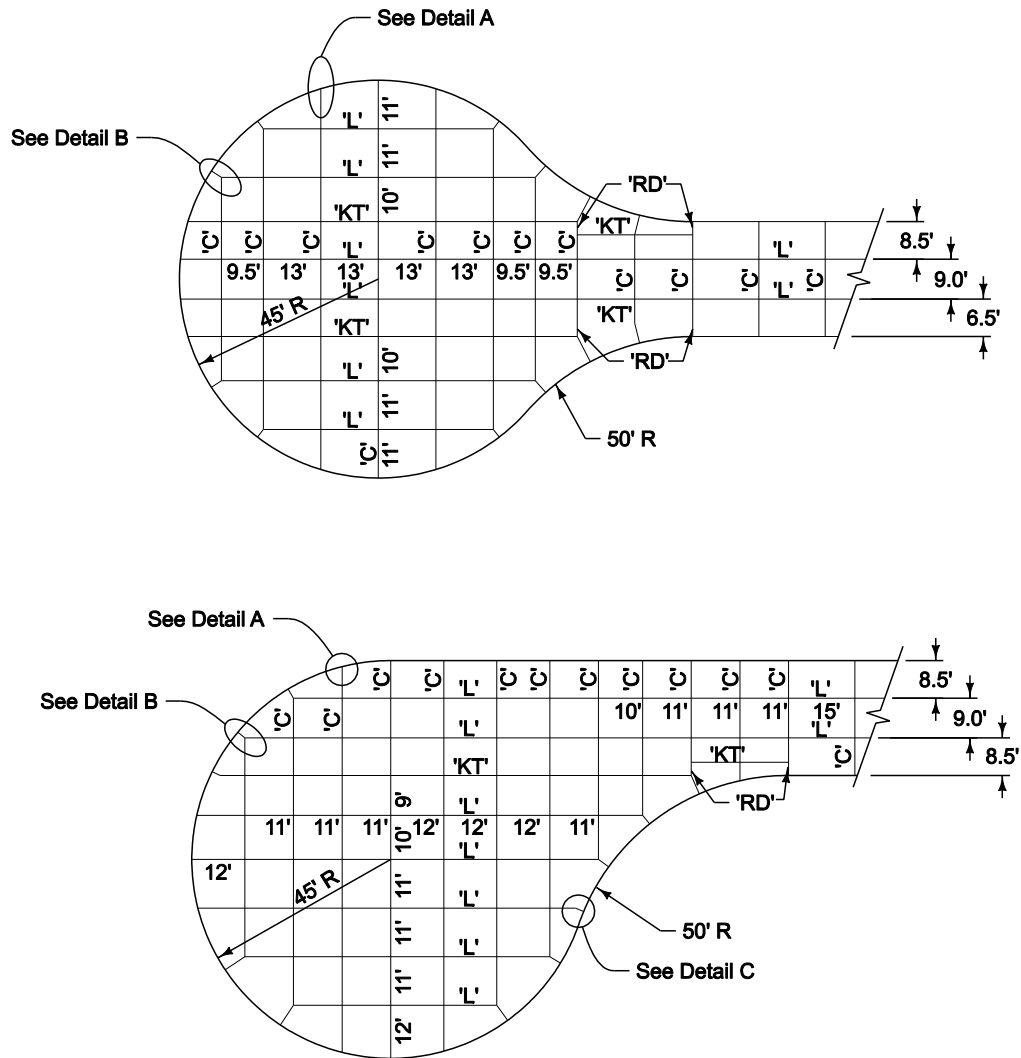 See Detail A
'L'
11'
See Detail B
'L'
11'
'RD'
'KT'
10'
'KT'
'C'
'C'
'C'
'L'
'C'
'C'
'C'
'C'
'L'
8.5'
9.5'
13'
13'
13'
13'
9.5'
9.5'
'C'
'C'
'C'
'L'
'C'
9.0'
'L'
45' R
'KT'
'KT'
6.5'
'L'
10'
'RD'
'L'
11'
50' R
'C'
11'
See Detail A
'C'
'C'
'L'
'C'
'C'
'C'
'C'
'C'
'C'
'C'
'L'
8.5'
See Detail B
'C'
'C'
'L'
10'
11'
11'
11'
15'
'L'
9.0'
'KT'
'KT'
'C'
8.5'
9'
'L'
'RD'
11'
11'
11'
10'
12'
12'
12'
11'
'L'
12'
45' R
11'
'L'
11'
'L'
50' R
See Detail C
11'
'L'
12'